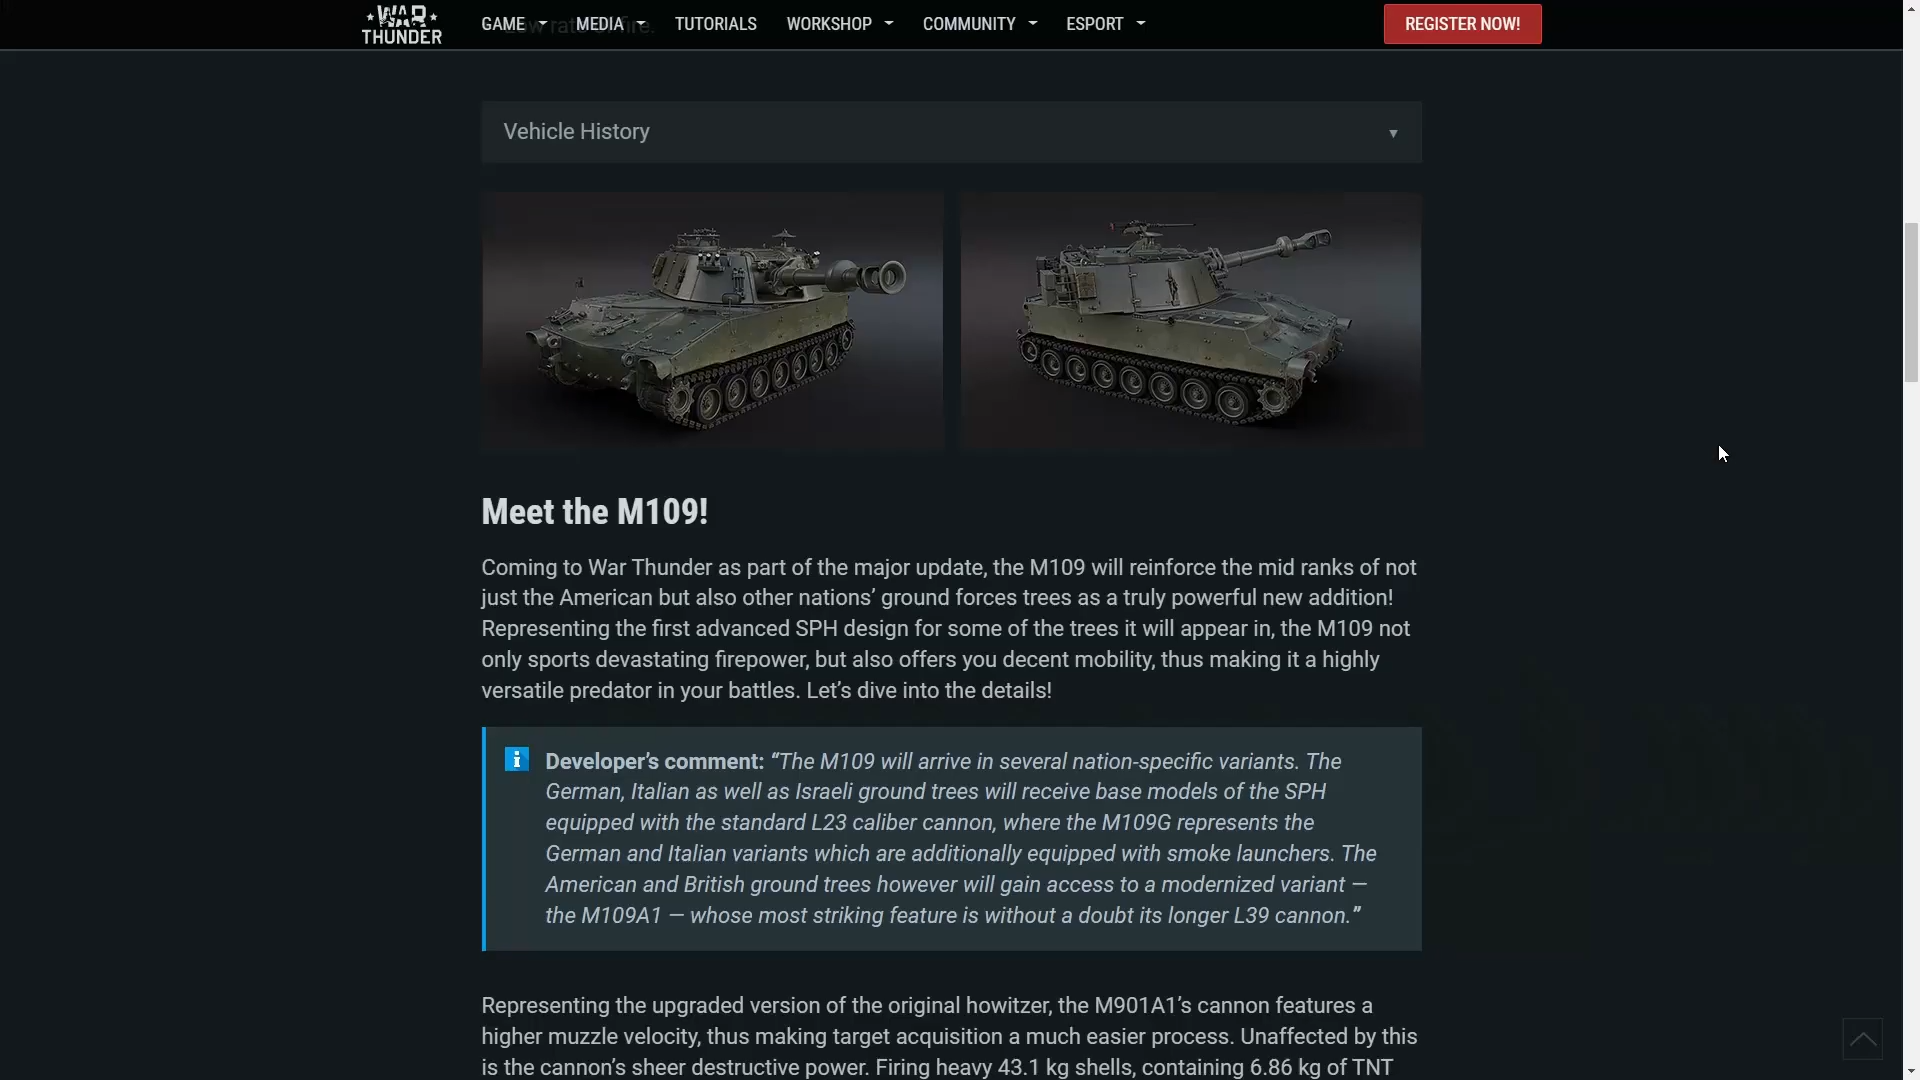 WAR THUNDER
GAME MEDIA TUTORIALS WORKSHOP COMMUNITY ESPORT REGISTER NOW!
Low rate of fire.
Vehicle History
Meet the M109!
Coming to War Thunder as part of the major update, the M109 will reinforce the mid ranks of not
just the American but also other nations’ ground forces trees as a truly powerful new addition!
Representing the first advanced SPH design for some of the trees it will appear in, the M109 not
only sports devastating firepower, but also offers you decent mobility, thus making it a highly
versatile predator in your battles. Let’s dive into the details!
Developer’s comment: “The M109 will arrive in several nation-specific variants. The
German, Italian as well as Israeli ground trees will receive base models of the SPH
equipped with the standard L23 caliber cannon, where the M109G represents the
German and Italian variants which are additionally equipped with smoke launchers. The
American and British ground trees however will gain access to a modernized variant —
the M109A1 — whose most striking feature is without a doubt its longer L39 cannon.”
Representing the upgraded version of the original howitzer, the M901A1’s cannon features a
higher muzzle velocity, thus making target acquisition a much easier process. Unaffected by this
is the cannon’s sheer destructive power. Firing heavy 43.1 kg shells, containing 6.86 kg of TNT